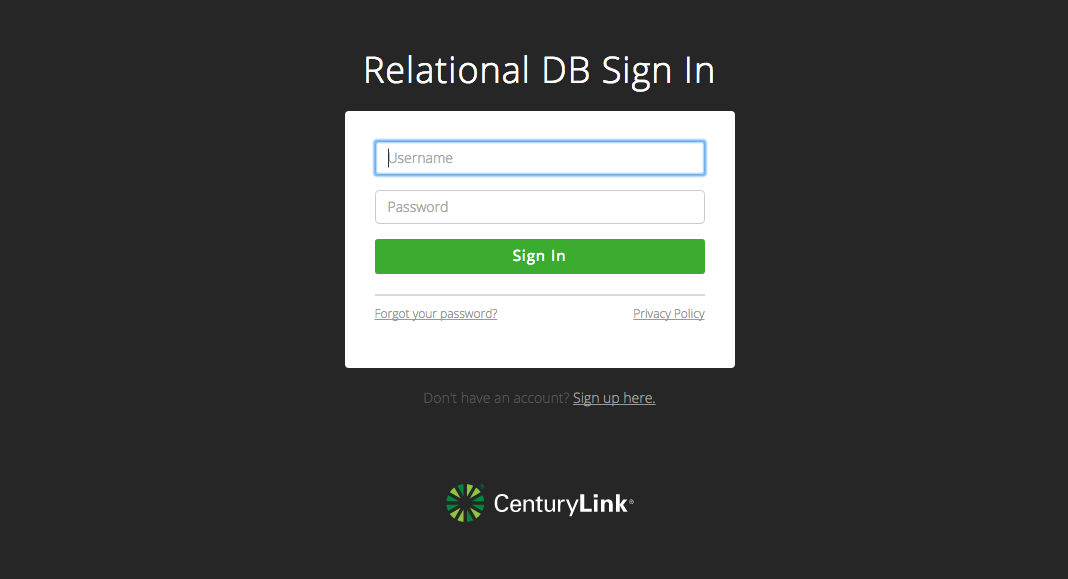 Relational DB Sign In
Username
Password
Sign In
Forgot your password? Privacy Policy
Don't have an account? Sign up here.
CenturyLink®